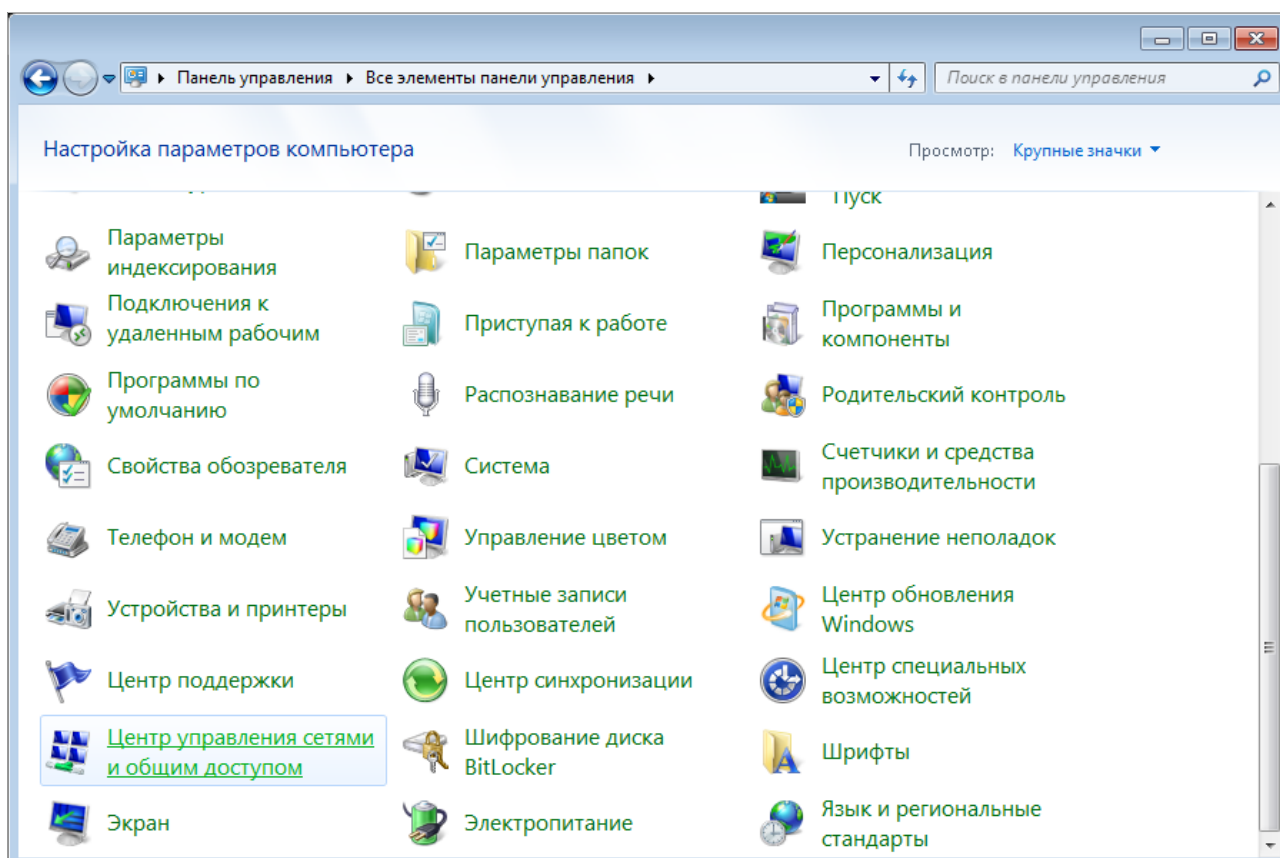 Панель управления
Все элементы панели управления
Поиск в панели управления
Настройка параметров компьютера
Просмотр: Крупные значки
Пуск
Параметры
индексирования
Параметры папок
Персонализация
Подключения к
удаленным рабочим
Приступая к работе
Программы и
компоненты
Программы по
умолчанию
Распознавание речи
Родительский контроль
Свойства обозревателя
Система
Счетчики и средства
производительности
Телефон и модем
Управление цветом
Устранение неполадок
Устройства и принтеры
Учетные записи
пользователей
Центр обновления
Windows
Центр поддержки
Центр синхронизации
Центр специальных
возможностей
Центр управления сетями
и общим доступом
Шифрование диска
BitLocker
Шрифты
Экран
Электропитание
Язык и региональные
стандарты